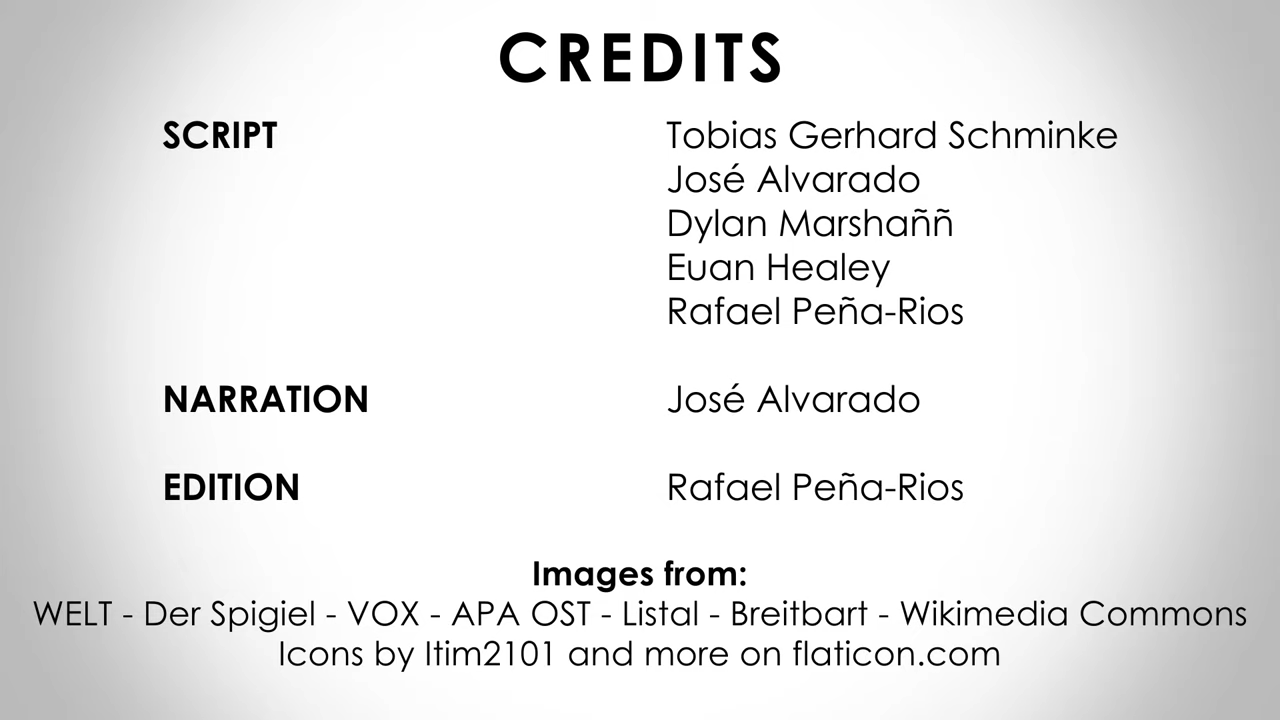 CREDITS
SCRIPT Tobias Gerhard Schminke
José Alvarado
Dylan Marshaññ
Euan Healey
Rafael Peña-Rios
NARRATION José Alvarado
EDITION Rafael Peña-Rios
Images from:
WELT - Der Spigiel - VOX - APA OST - Listal - Breitbart - Wikimedia Commons
Icons by Itim2101 and more on flaticon.com